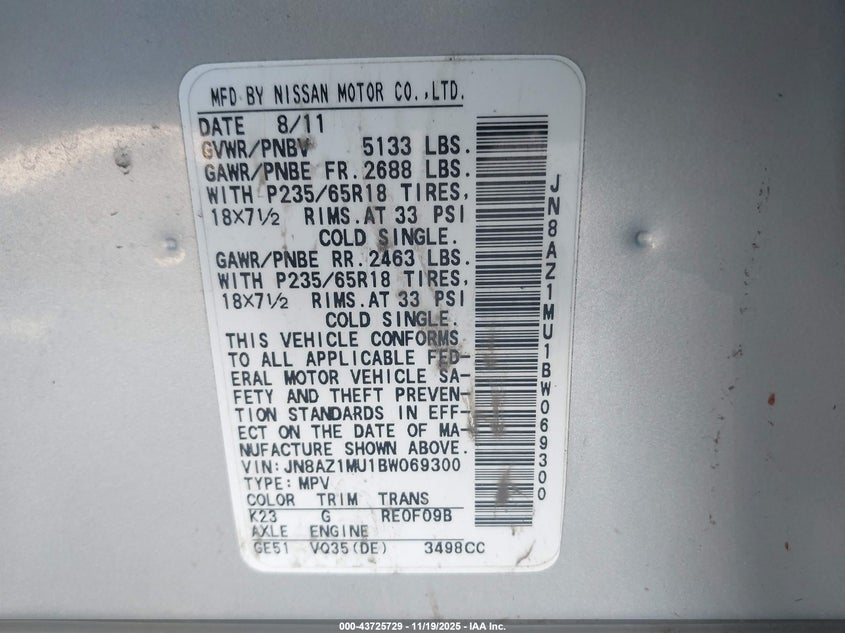 MFD BY NISSAN MOTOR CO.,LTD.
DATE 8/11
GVWR/PNBV 5133 LBS.
GAWR/PNBE FR.2688 LBS.
WITH P235/65R18 TIRES,
18×7½ RIMS.AT 33 PSI
COLD SINGLE.
GAWR/PNBE RR.2463 LBS.
WITH P235/65R18 TIRES,
18×7½ RIMS.AT 33 PSI
COLD SINGLE.
THIS VEHICLE CONFORMS
TO ALL APPLICABLE FED-
ERAL MOTOR VEHICLE SA-
FETY AND THEFT PREVEN-
TION STANDARDS IN EFF-
ECT ON THE DATE OF MA-
NUFACTURE SHOWN ABOVE.
VIN:JN8AZ1MU1BW069300
TYPE:MPV
COLOR TRIM TRANS
K23 G RE0F09B
AXLE ENGINE
GE51 VQ35(DE) 3498CC
JN8AZ1MU1BW069300
000-43725729 - 11/19/2025 - IAA Inc.